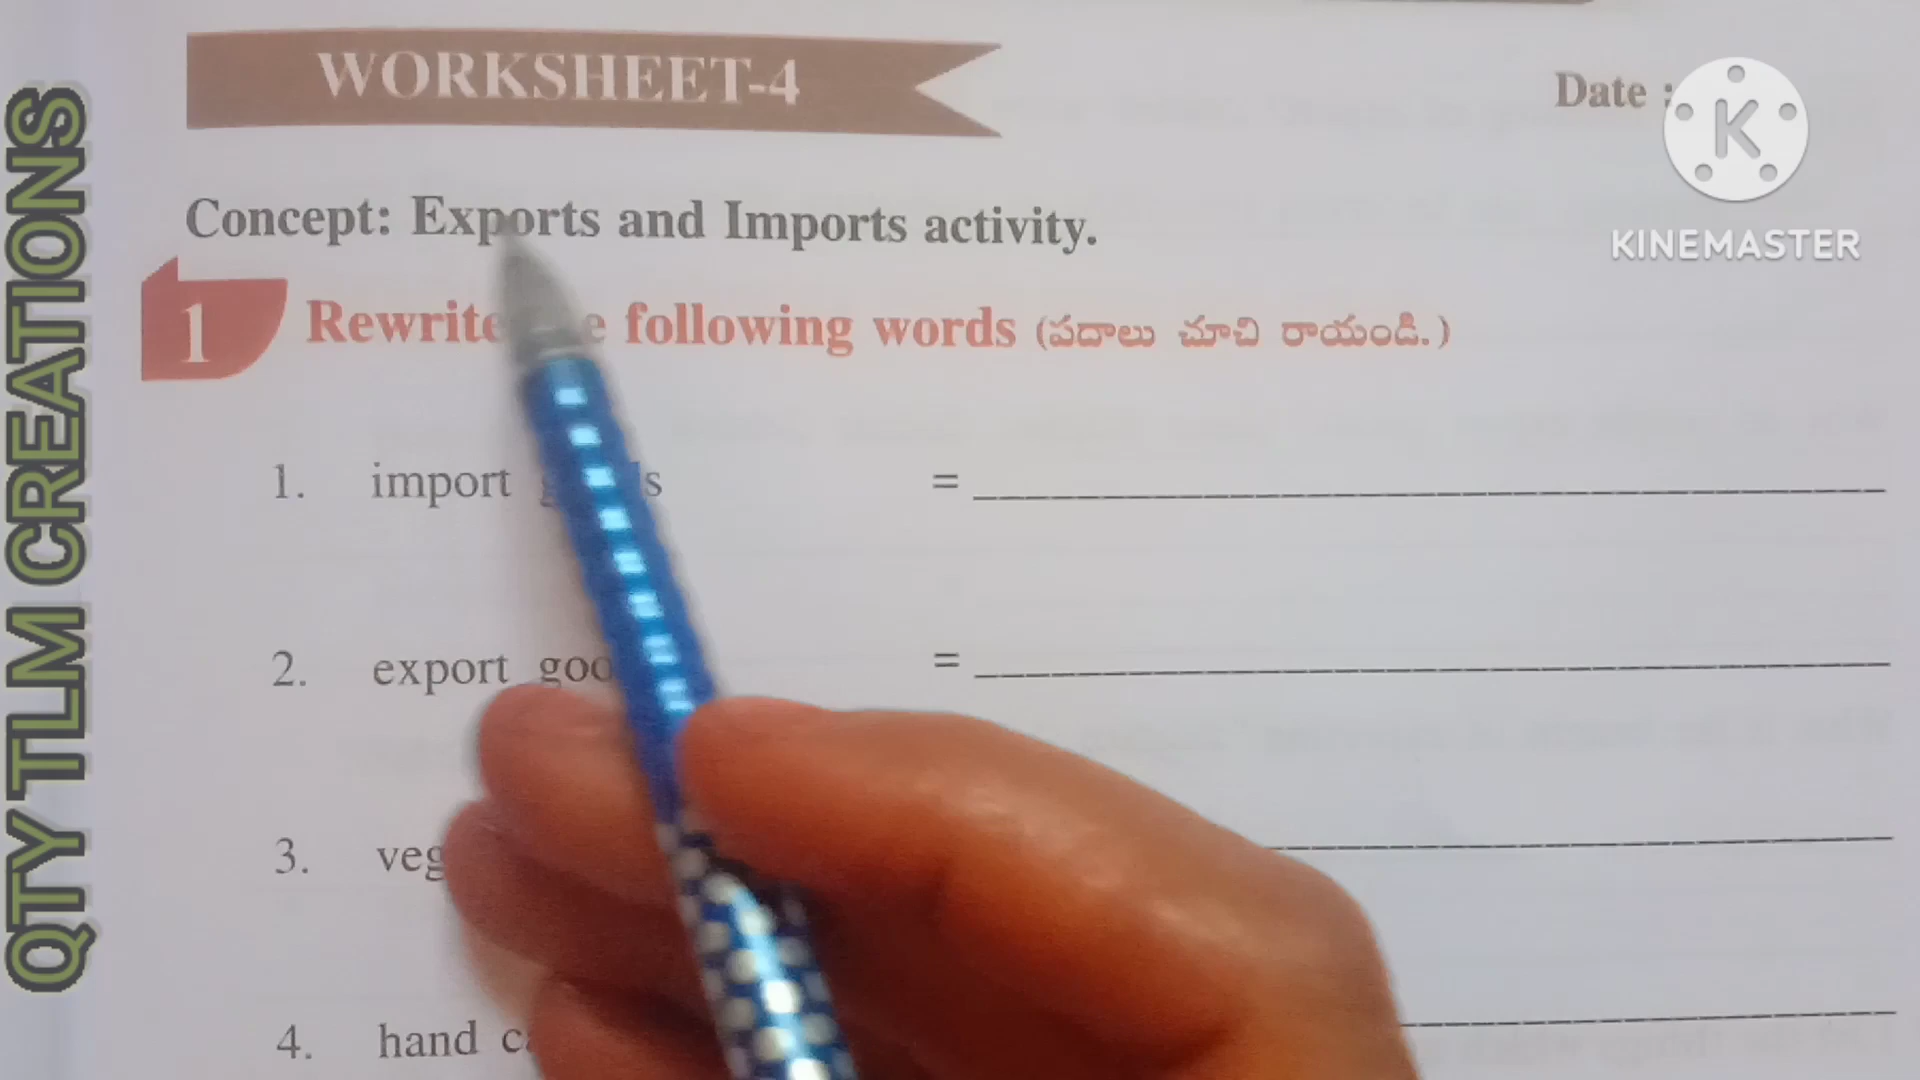 QTY TLM CREATIONS
WORKSHEET-4
Date :
KINEMASTER
Concept: Exports and Imports activity.
1 Rewrite following words (పదాలు చూచి రాయండి.)
1. import =
2. export =
3.
4. hand